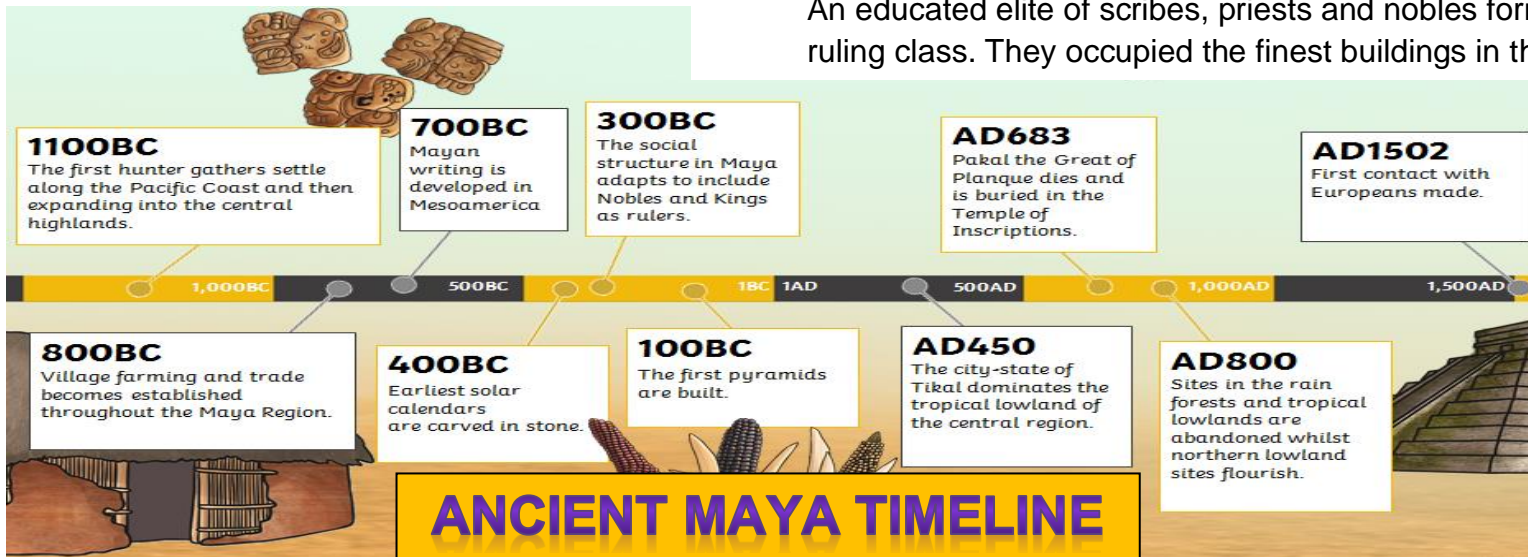 An educated elite of scribes, priests and nobles
ruling class. They occupied the finest buildings in
1100BC
The first hunter gathers settle
along the Pacific Coast and then
expanding into the central
highlands.
700BC
Mayan
writing is
developed in
Mesoamerica
300BC
The social
structure in Maya
adapts to include
Nobles and Kings
as rulers.
AD683
Pakal the Great of
Planque dies and
is buried in the
Temple of
Inscriptions.
AD1502
First contact with
Europeans made.
1,000BC 500BC 1BC 1AD 500AD 1,000AD 1,500AD
800BC
Village farming and trade
becomes established
throughout the Maya Region.
400BC
Earliest solar
calendars
are carved in stone.
100BC
The first pyramids
are built.
AD450
The city-state of
Tikal dominates the
tropical lowland of
the central region.
AD800
Sites in the rain
forests and tropical
lowlands are
abandoned whilst
northern lowland
sites flourish.
ANCIENT MAYA TIMELINE